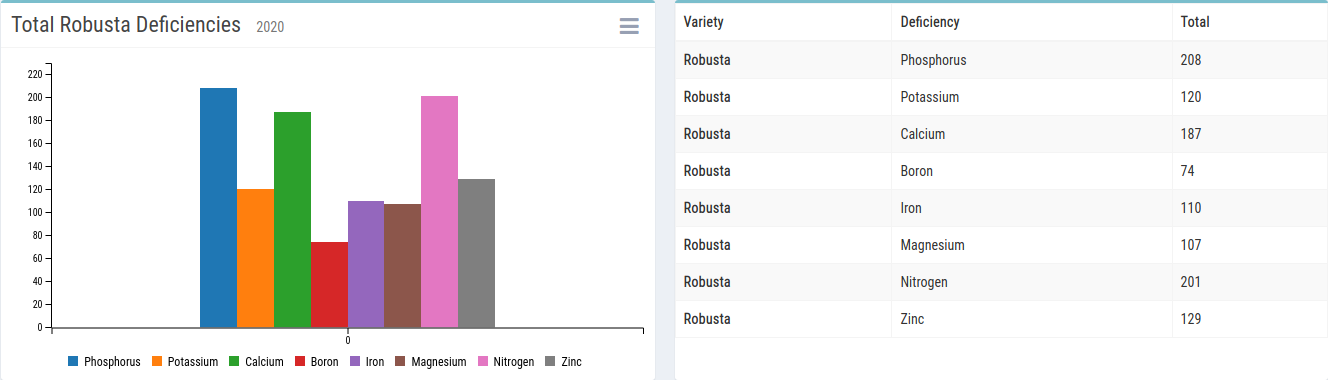 Total Robusta Deficiencies 2020
220
200
180
160
140
120
100
80
60
40
20
0
0
Phosphorus Potassium Calcium Boron Iron Magnesium Nitrogen Zinc
Variety Deficiency Total
Robusta Phosphorus 208
Robusta Potassium 120
Robusta Calcium 187
Robusta Boron 74
Robusta Iron 110
Robusta Magnesium 107
Robusta Nitrogen 201
Robusta Zinc 129